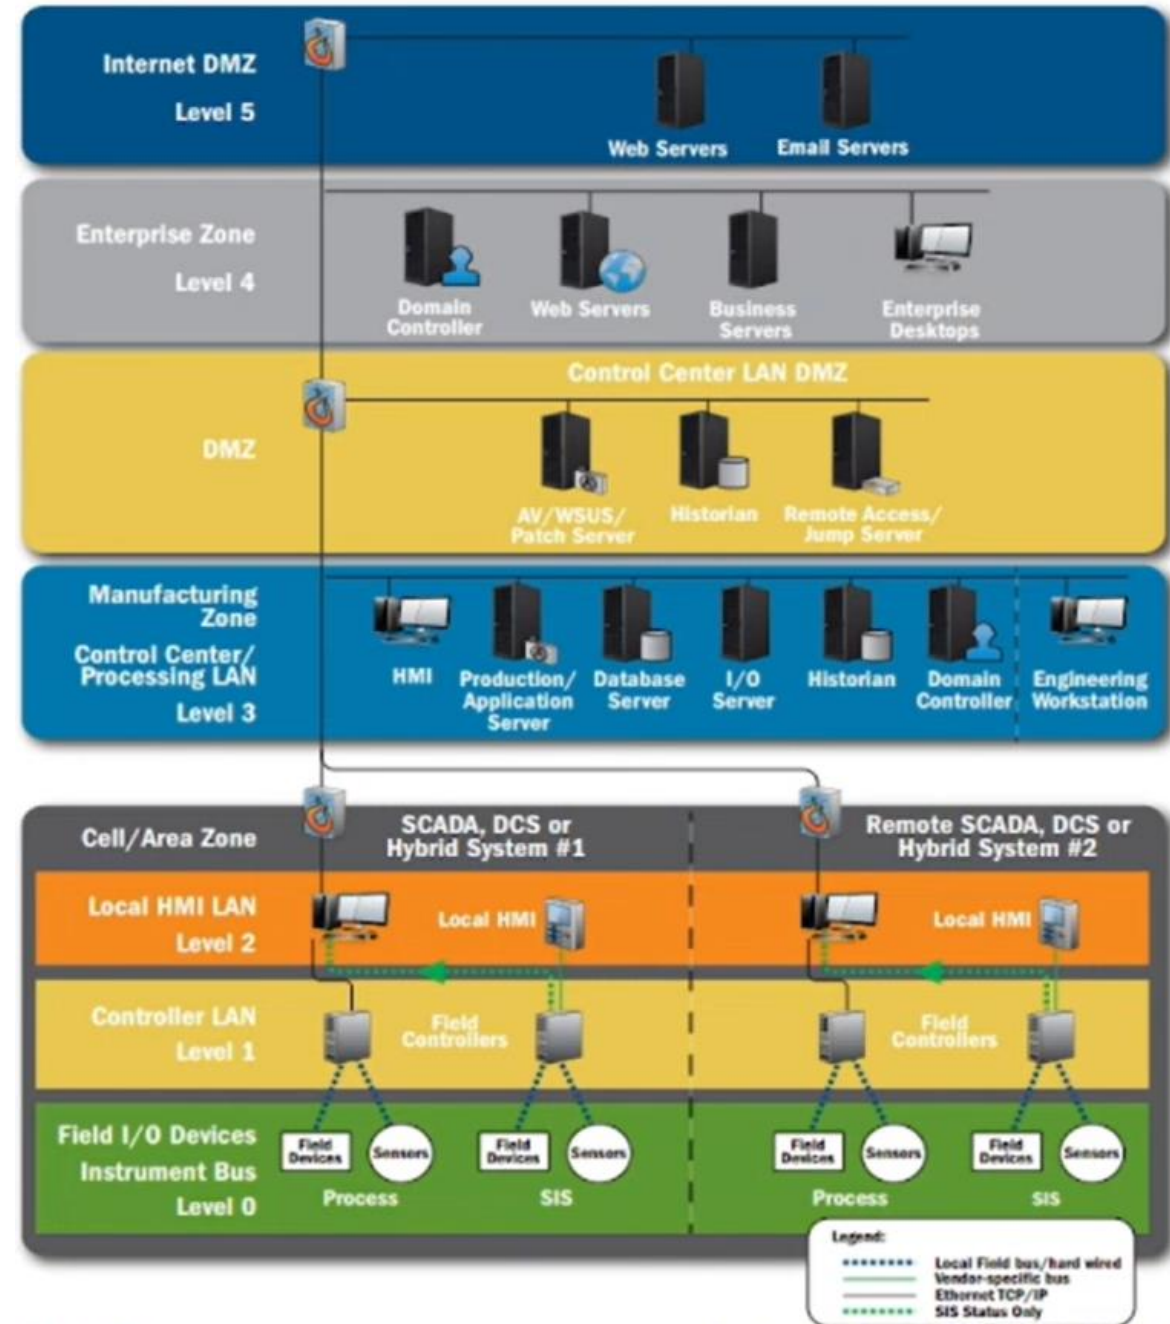 Internet DMZ
Level 5
Web Servers
Email Servers
Enterprise Zone
Level 4
Domain
Controller
Web Servers
Business
Servers
Enterprise
Desktops
Control Center LAN DMZ
DMZ
AV/WSUS/
Patch Server
Historian
Remote Access/
Jump Server
Manufacturing
Zone
Control Center/
Processing LAN
Level 3
HMI
Production/
Application
Server
Database
Server
I/O
Server
Historian
Domain
Controller
Engineering
Workstation
Cell/Area Zone
SCADA, DCS or
Hybrid System #1
Remote SCADA, DCS or
Hybrid System #2
Local HMI LAN
Level 2
Local HMI
Local HMI
Controller LAN
Level 1
Field
Controllers
Field
Controllers
Field I/O Devices
Instrument Bus
Level 0
Field
Devices
Sensors
Process
Field
Devices
Sensors
SIS
Field
Devices
Sensors
Process
Field
Devices
Sensors
SIS
Legend:
Local Field bus/hard wired
Vendor-specific bus
Ethernet TCP/IP
SIS Status Only